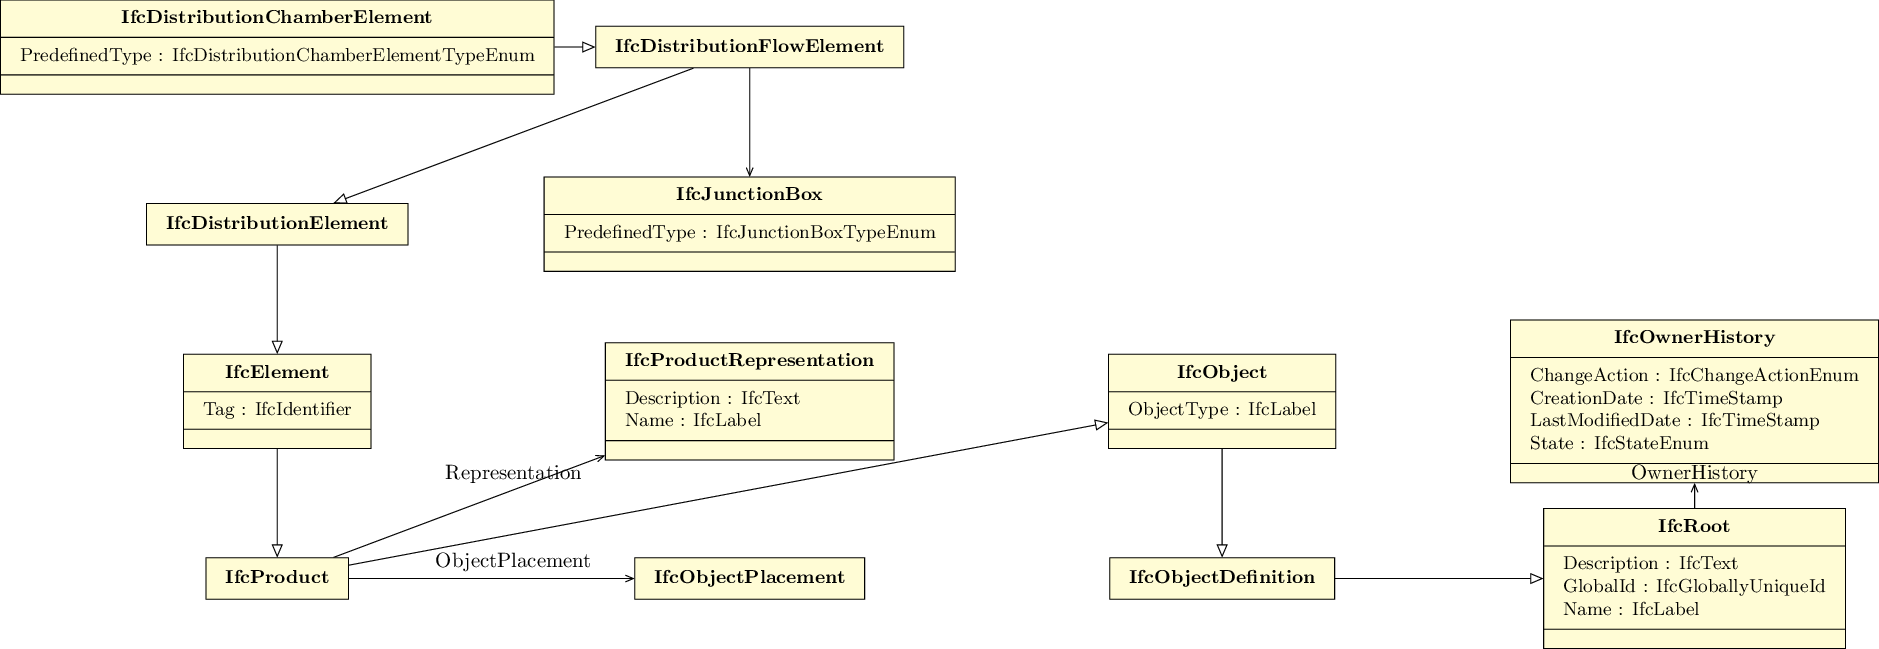 IfcDistributionChamberElement
PredefinedType : IfcDistributionChamberElementTypeEnum
IfcDistributionFlowElement
IfcDistributionElement
IfcJunctionBox
PredefinedType : IfcJunctionBoxTypeEnum
IfcElement
Tag : IfcIdentifier
IfcProductRepresentation
Description : IfcText
Name : IfcLabel
IfcObject
ObjectType : IfcLabel
IfcOwnerHistory
ChangeAction : IfcChangeActionEnum
CreationDate : IfcTimeStamp
LastModifiedDate : IfcTimeStamp
State : IfcStateEnum
Representation
OwnerHistory
IfcProduct
ObjectPlacement
IfcObjectPlacement
IfcObjectDefinition
IfcRoot
Description : IfcText
GlobalId : IfcGloballyUniqueId
Name : IfcLabel